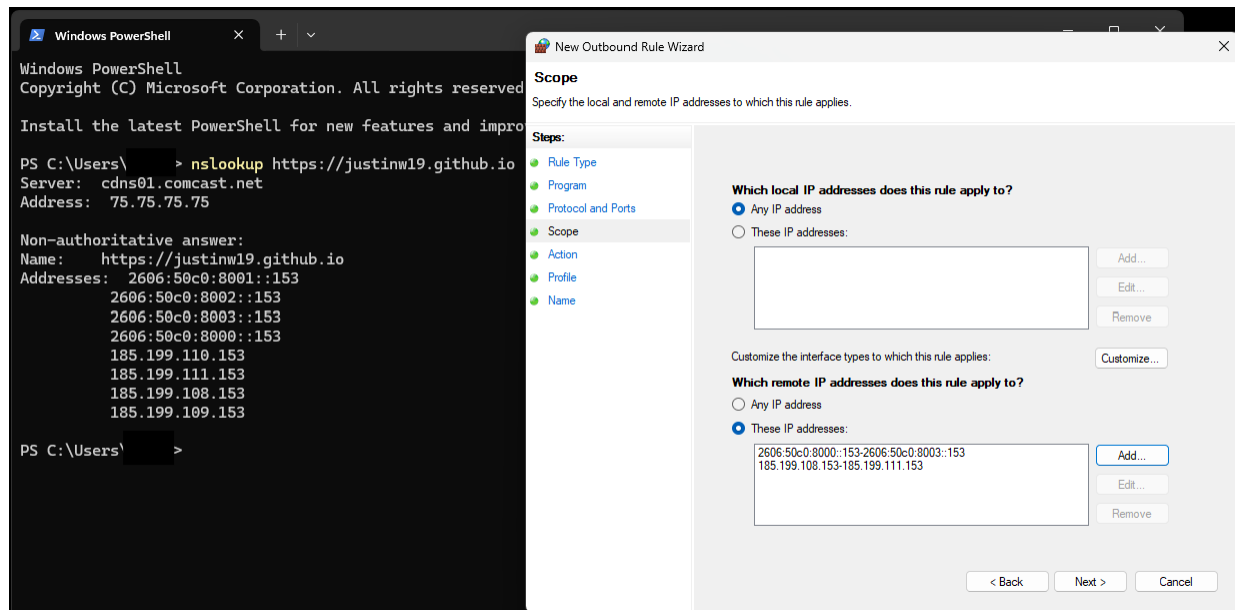 Windows PowerShell
Windows PowerShell
Copyright (C) Microsoft Corporation. All rights reserved
Install the latest PowerShell for new features and impro
PS C:\Users\ > nslookup https://justinw19.github.io
Server: cdns01.comcast.net
Address: 75.75.75.75
Non-authoritative answer:
Name: https://justinw19.github.io
Addresses: 2606:50c0:8001::153
2606:50c0:8002::153
2606:50c0:8003::153
2606:50c0:8000::153
185.199.110.153
185.199.111.153
185.199.108.153
185.199.109.153
PS C:\Users\ >
New Outbound Rule Wizard
Scope
Specify the local and remote IP addresses to which this rule applies.
Steps:
Rule Type
Program
Protocol and Ports
Scope
Action
Profile
Name
Which local IP addresses does this rule apply to?
Any IP address
These IP addresses:
Add...
Edit...
Remove
Customize the interface types to which this rule applies:
Customize...
Which remote IP addresses does this rule apply to?
Any IP address
These IP addresses:
2606:50c0:8000::153-2606:50c0:8003::153
185.199.108.153-185.199.111.153
Add...
Edit...
Remove
< Back
Next >
Cancel